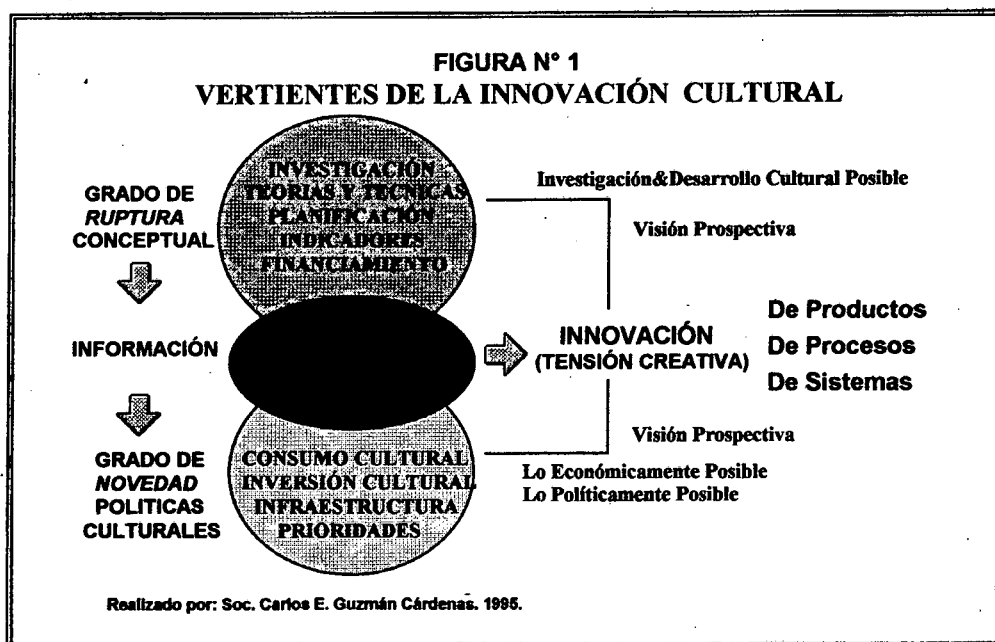 FIGURA N° 1
VERTIENTES DE LA INNOVACIÓN CULTURAL
GRADO DE
RUPTURA
CONCEPTUAL
INFORMACIÓN
GRADO DE
NOVEDAD
POLITICAS
CULTURALES
INVESTIGACIÓN
TEORIAS Y TECNICAS
PLANIFICACIÓN
INDICADORES
FINANCIAMIENTO
CONSUMO CULTURAL
INVERSIÓN CULTURAL
INFRAESTRUCTURA
PRIORIDADES
Investigación&Desarrollo Cultural Posible
Visión Prospectiva
INNOVACIÓN
(TENSIÓN CREATIVA)
De Productos
De Procesos
De Sistemas
Visión Prospectiva
Lo Económicamente Posible
Lo Políticamente Posible
Realizado por: Soc. Carlos E. Guzmán Cárdenas. 1995.